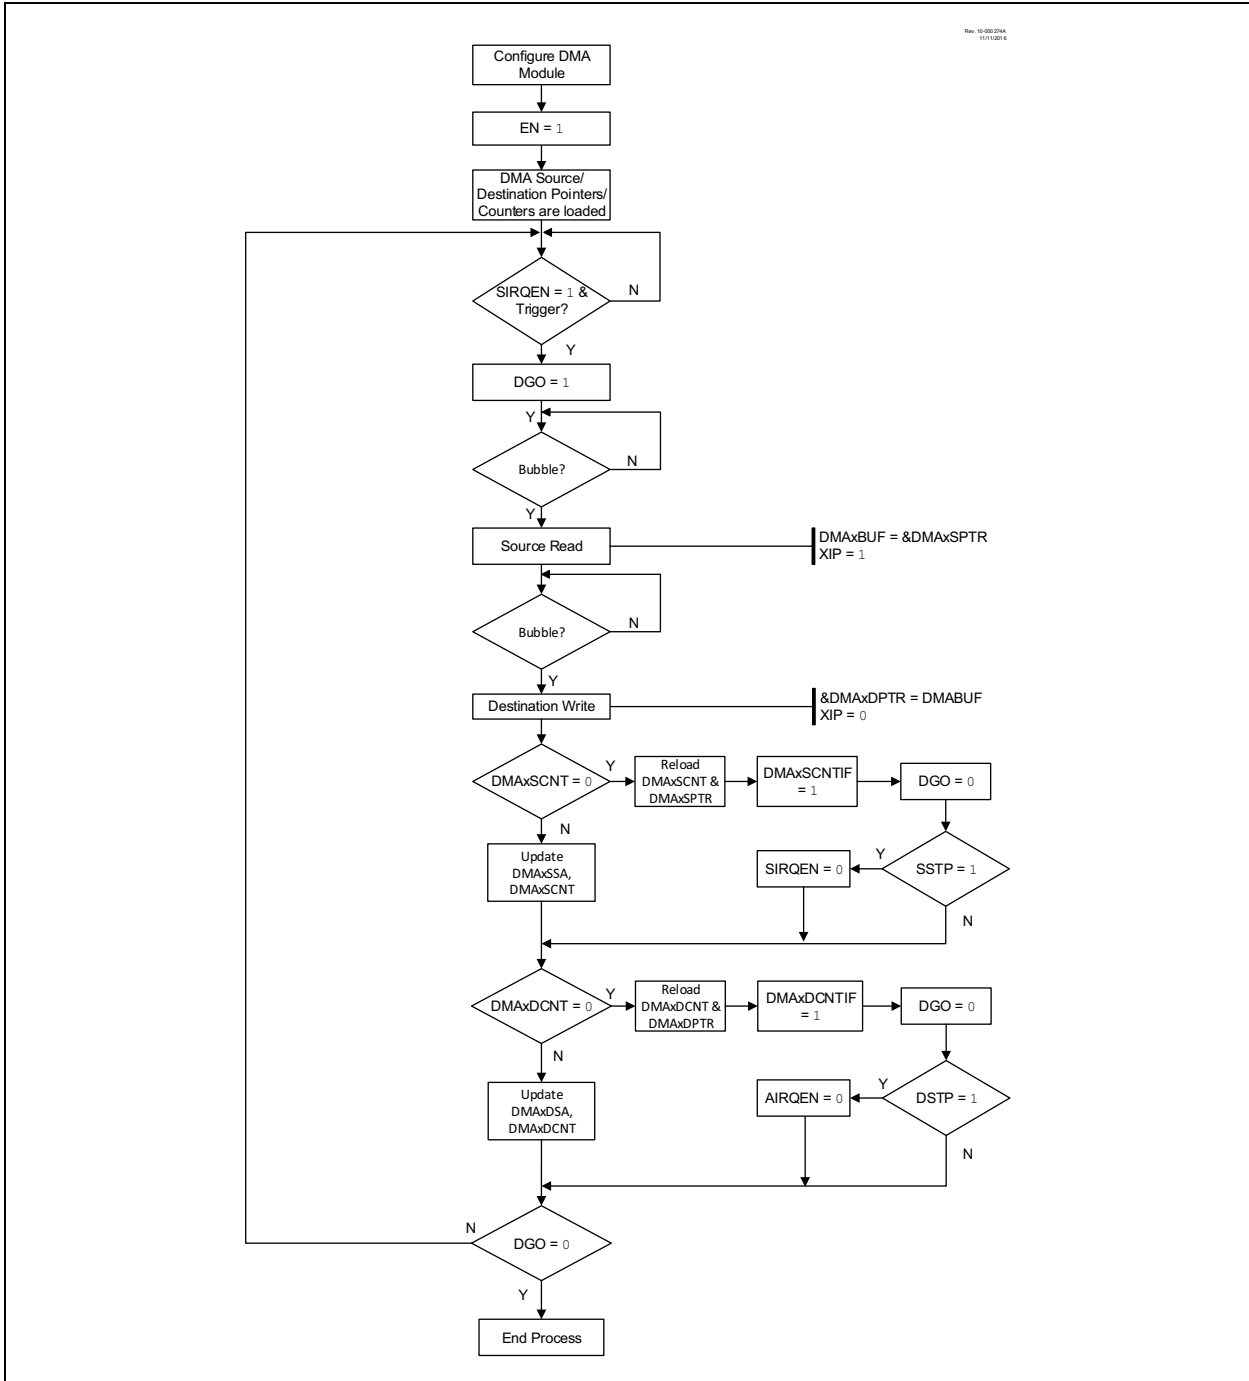 Rev. 10-000 274A
11/11/2016
Configure DMA
Module
EN = 1
DMA Source/
Destination Pointers/
Counters are loaded
SIRQEN = 1 &
Trigger?
N
Y
DGO = 1
Y
Bubble?
N
Y
Source Read
DMAxBUF = &DMAxSPTR
XIP = 1
Bubble?
N
Y
Destination Write
&DMAxDPTR = DMABUF
XIP = 0
DMAxSCNT = 0
Y
Reload
DMAxSCNT &
DMAxSPTR
DMAxSCNTIF
= 1
DGO = 0
N
Update
DMAxSSA,
DMAxSCNT
SIRQEN = 0
Y
SSTP = 1
N
DMAxDCNT = 0
Y
Reload
DMAxDCNT &
DMAxDPTR
DMAxDCNTIF
= 1
DGO = 0
N
Update
DMAxDSA,
DMAxDCNT
AIRQEN = 0
Y
DSTP = 1
N
N
DGO = 0
Y
End Process